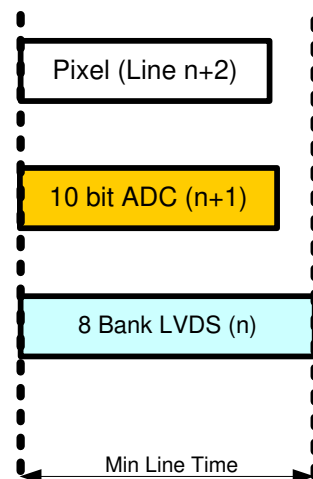 Pixel (Line n+2)
10 bit ADC (n+1)
8 Bank LVDS (n)
Min Line Time